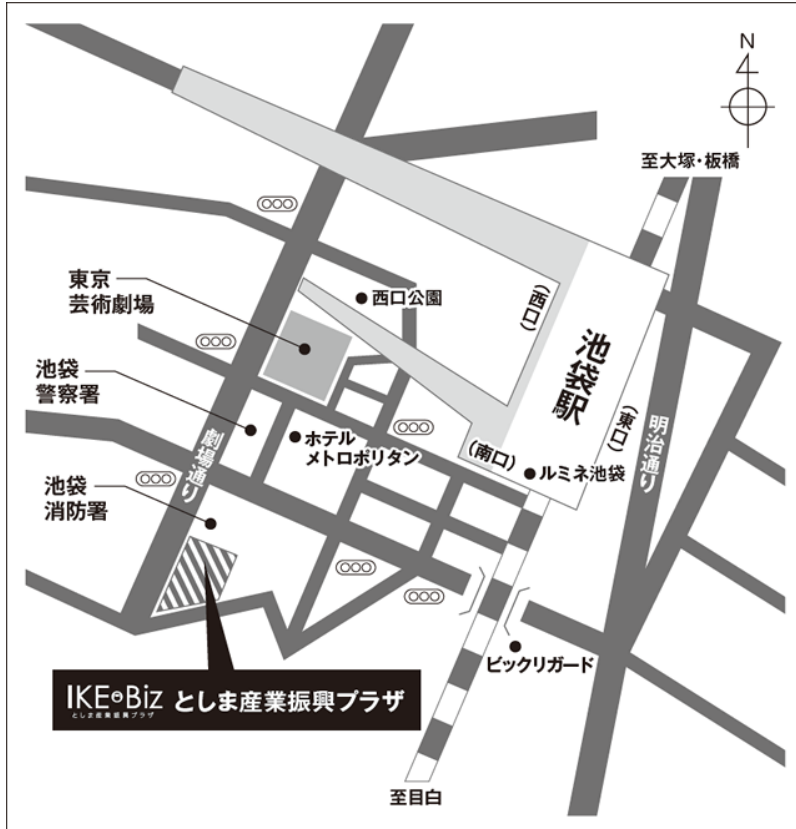 N
至大塚・板橋
東京
芸術劇場
西口公園
(西口)
池袋駅
(東口)
明治通り
池袋
警察署
劇場通り
ホテル
メトロポリタン
(南口)
ルミネ池袋
池袋
消防署
ビックリガード
IKE・Biz としま産業振興プラザ
としま産業振興プラザ
至目白